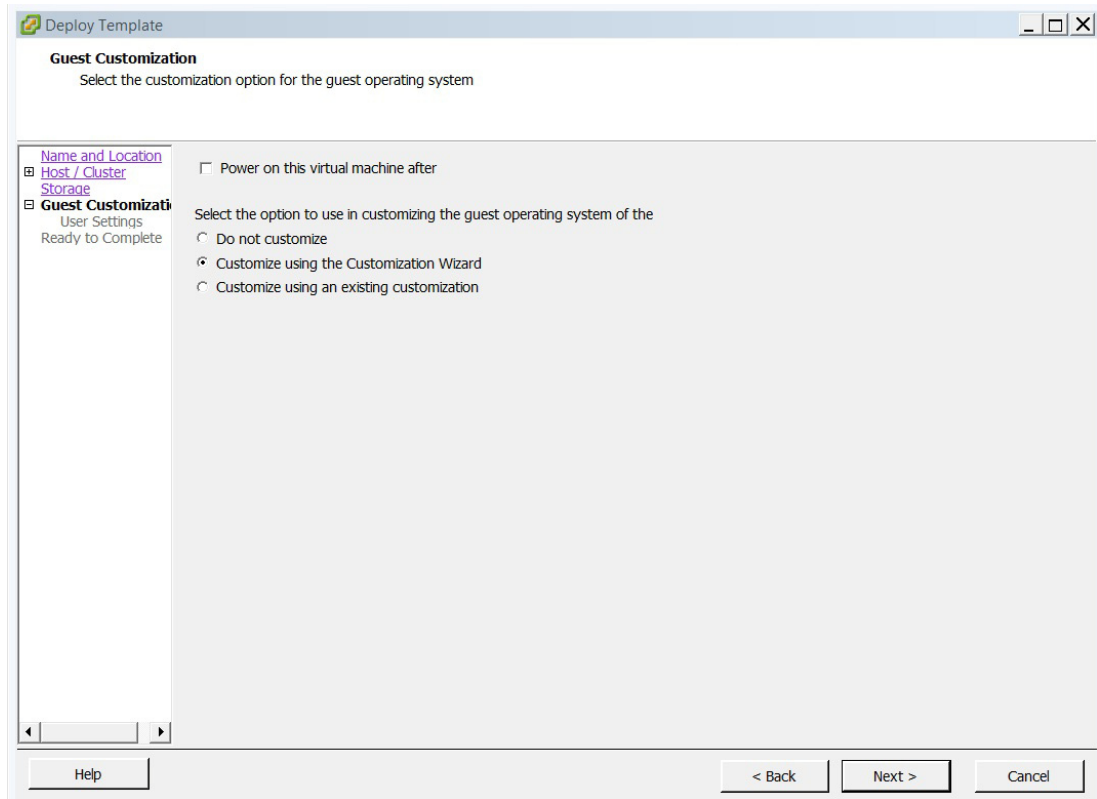 Deploy Template
Guest Customization
Select the customization option for the guest operating system
Name and Location
Host / Cluster
Storage
Guest Customizati
User Settings
Ready to Complete
Power on this virtual machine after
Select the option to use in customizing the guest operating system of the
Do not customize
Customize using the Customization Wizard
Customize using an existing customization
Help
< Back
Next >
Cancel